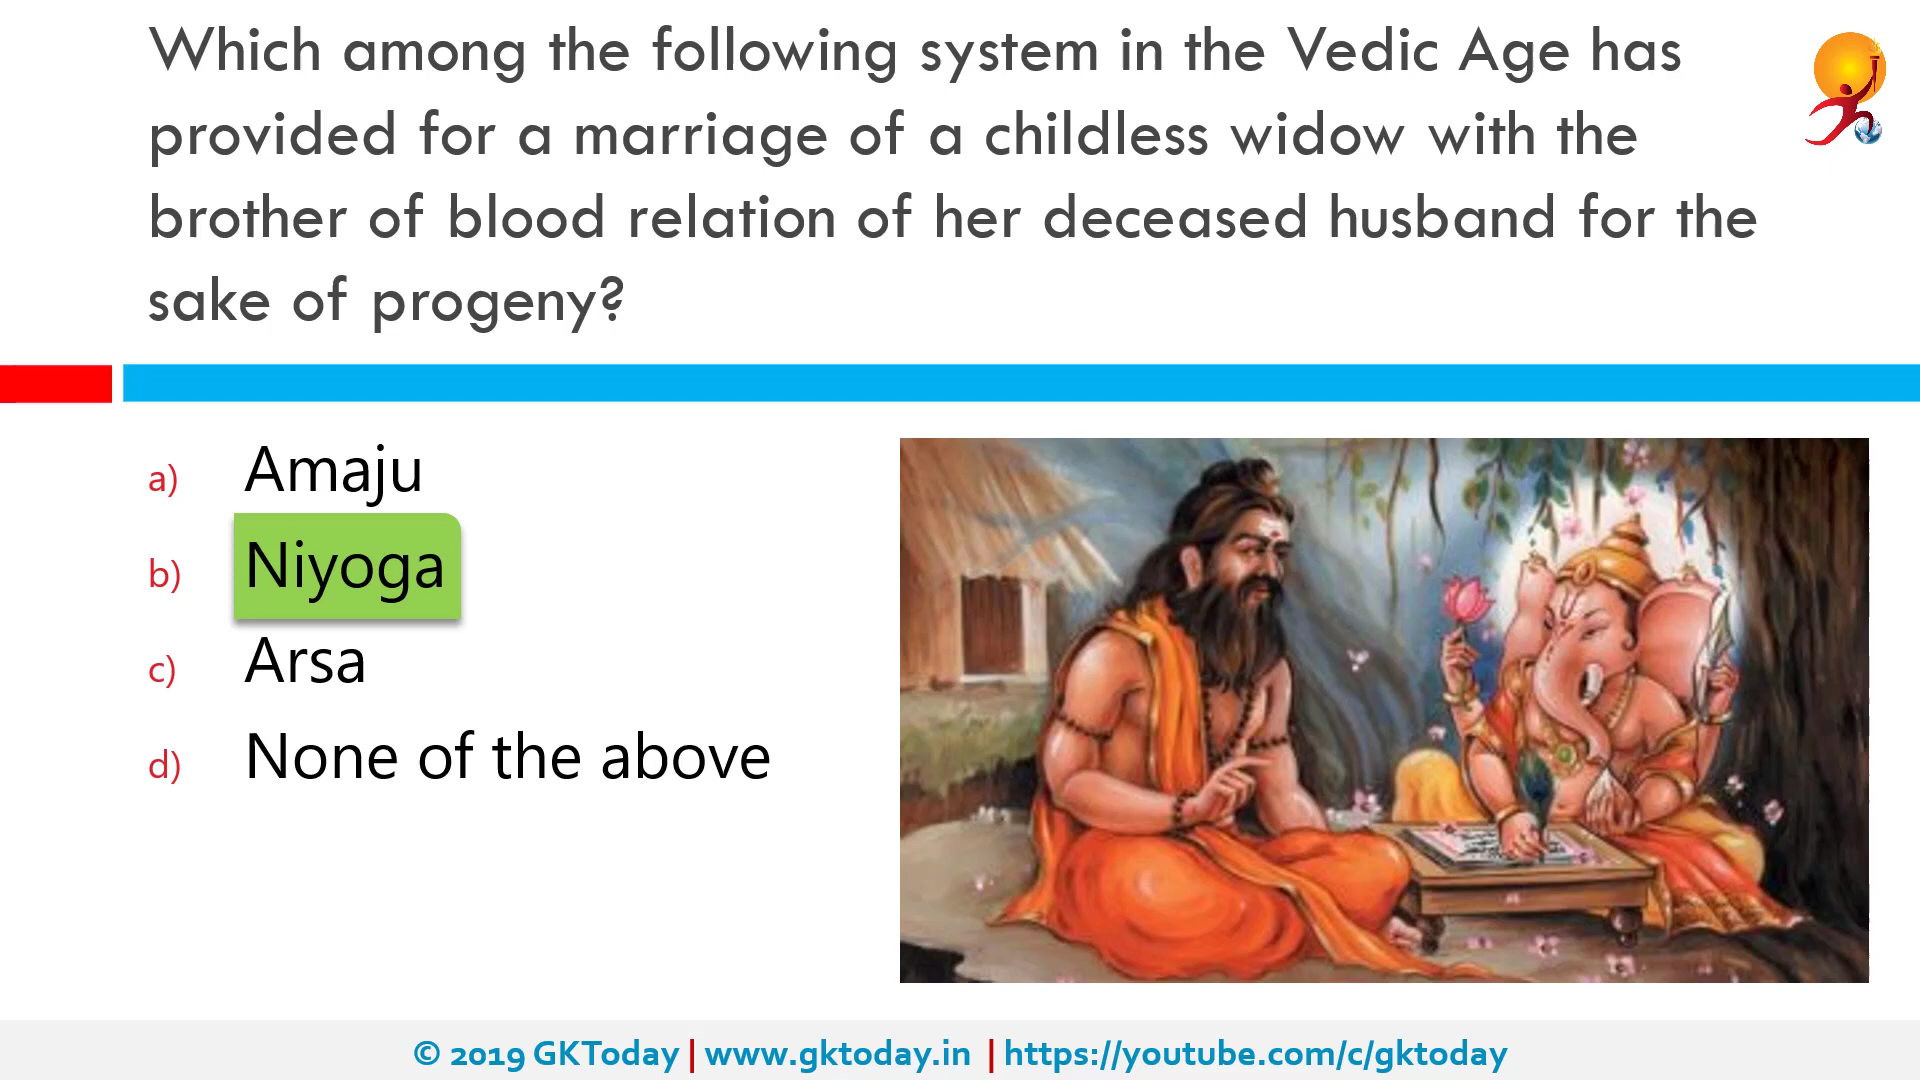 Which among the following system in the Vedic Age has
provided for a marriage of a childless widow with the
brother of blood relation of her deceased husband for the
sake of progeny?
a) Amaju
b) Niyoga
c) Arsa
d) None of the above
© 2019 GKToday | www.gktoday.in | https://youtube.com/c/gktoday